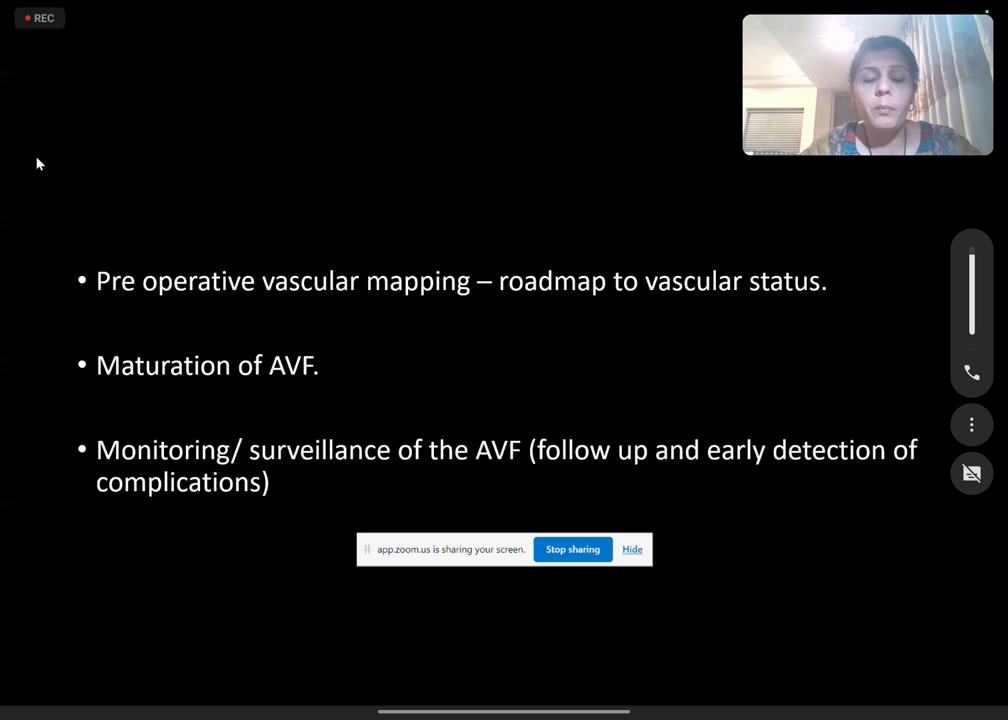 REC
• Pre operative vascular mapping – roadmap to vascular status.
• Maturation of AVF.
• Monitoring/ surveillance of the AVF (follow up and early detection of
complications)
app.zoom.us is sharing your screen. Stop sharing Hide